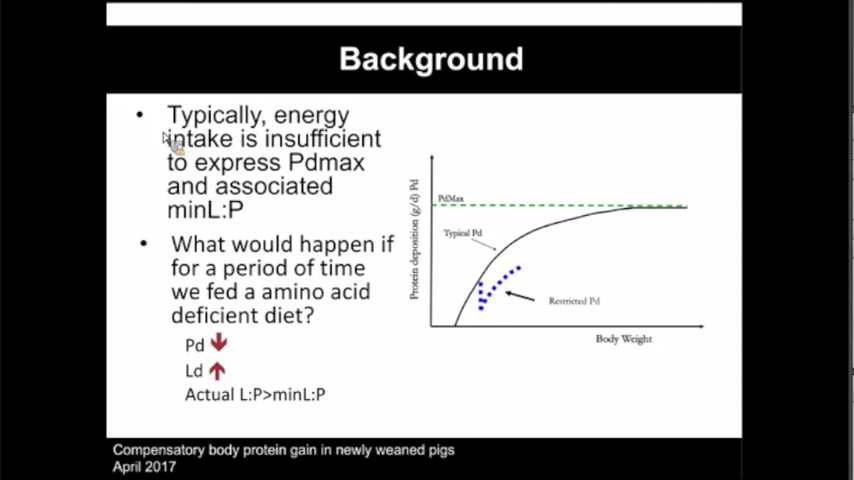 Background
• Typically, energy
intake is insufficient
to express Pdmax
and associated
minL:P
• What would happen if
for a period of time
we fed a amino acid
deficient diet?
Pd
Ld
Actual L:P>minL:P
Protein deposition (g/d) Pd
PdMax
Typical Pd
Restricted Pd
Body Weight
Compensatory body protein gain in newly weaned pigs
April 2017